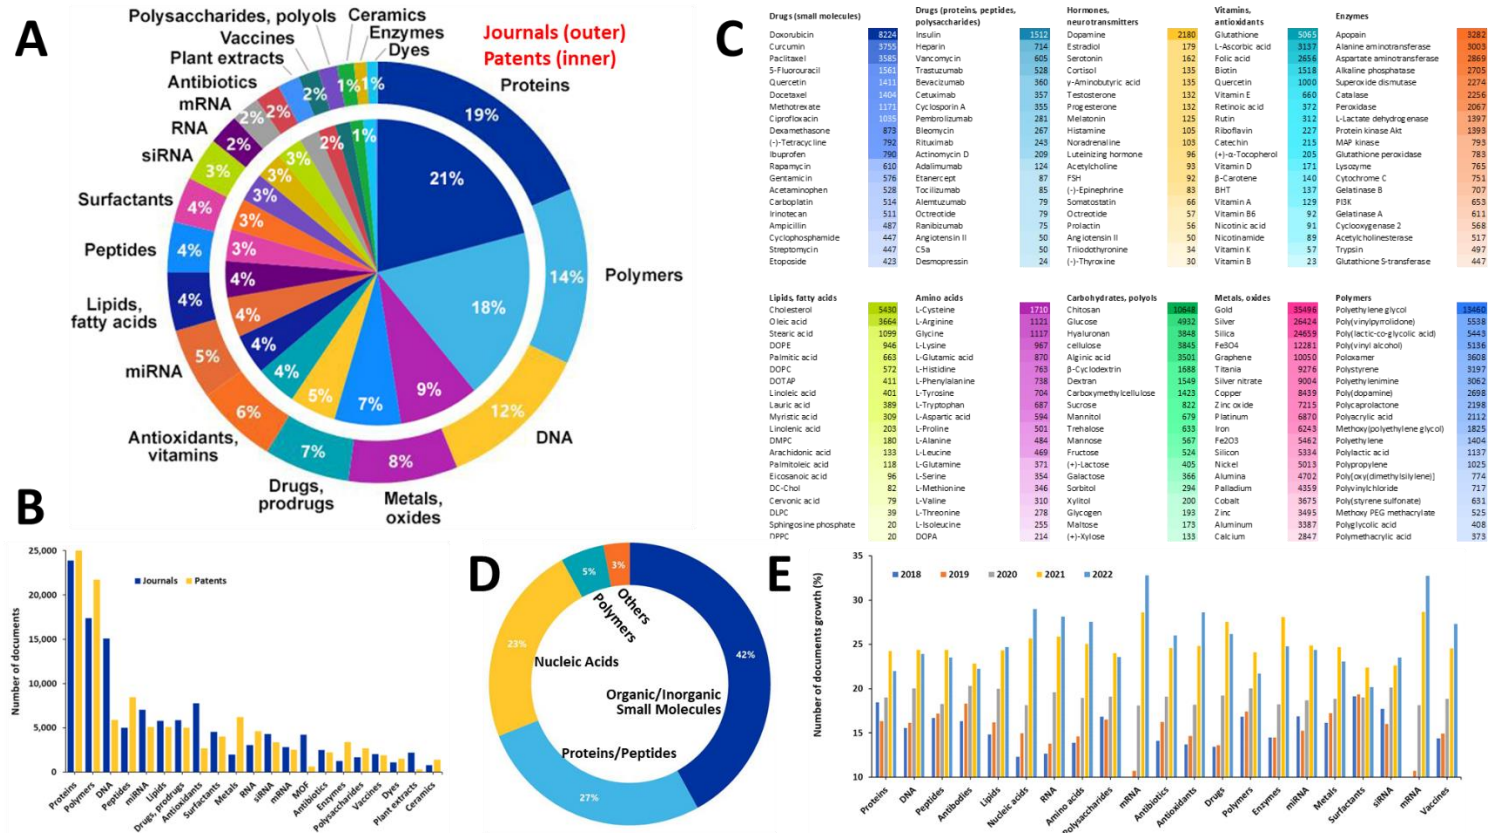 A
Journals (outer)
Patents (inner)
Polysaccharides, polyols
Ceramics
Enzymes
Dyes
Vaccines
Plant extracts
Antibiotics
mRNA
RNA
siRNA
Surfactants
Peptides
Lipids,
fatty acids
miRNA
Antioxidants,
vitamins
Drugs,
prodrugs
Metals,
oxides
DNA
Polymers
Proteins
19%
14%
12%
8%
7%
6%
5%
4%
4%
4%
3%
2%
2%
2%
2%
1%
1%
21%
18%
9%
7%
5%
4%
4%
4%
4%
3%
3%
3%
3%
3%
2%
1%
B
Number of documents
25,000
20,000
15,000
10,000
5,000
0
Journals
Patents
Proteins
Polymers
DNA
Peptides
miRNA
Lipids
Drugs, prodrugs
Antioxidants
Surfactants
Metals
RNA
siRNA
mRNA
MOF
Antibiotics
Enzymes
Polysaccharides
Vaccines
Dyes
Plant extracts
Ceramics
C
Drugs (small molecules)
Doxorubicin 8224
Curcumin 3755
Paclitaxel 3585
5-Fluorouracil 1561
Quercetin 1411
Docetaxel 1404
Methotrexate 1171
Ciprofloxacin 1035
Dexamethasone 873
(-)-Tetracycline 792
Ibuprofen 790
Rapamycin 610
Gentamicin 576
Acetaminophen 528
Carboplatin 514
Irinotecan 511
Ampicillin 487
Cyclophosphamide 447
Streptomycin 447
Etoposide 423
Drugs (proteins, peptides,
polysaccharides)
Insulin 1512
Heparin 714
Vancomycin 605
Trastuzumab 528
Bevacizumab 360
Cetuximab 357
Cyclosporin A 355
Pembrolizumab 281
Bleomycin 267
Rituximab 243
Actinomycin D 209
Adalimumab 124
Etanercept 87
Tocilizumab 85
Alemtuzumab 79
Octreotide 79
Ranibizumab 75
Angiotensin II 50
C5a 50
Desmopressin 24
Hormones,
neurotransmitters
Dopamine 2180
Estradiol 179
Serotonin 162
Cortisol 135
γ-Aminobutyric acid 135
Testosterone 132
Progesterone 132
Melatonin 125
Histamine 105
Noradrenaline 103
Luteinizing hormone 96
Acetylcholine 93
FSH 92
(-)-Epinephrine 83
Somatostatin 66
Octreotide 57
Prolactin 56
Angiotensin II 50
Triiodothyronine 34
(-)-Thyroxine 30
Vitamins,
antioxidants
Glutathione 5065
L-Ascorbic acid 3137
Folic acid 2656
Biotin 1518
Quercetin 1000
Vitamin E 660
Retinoic acid 372
Rutin 312
Riboflavin 227
Catechin 215
(+)-α-Tocopherol 205
Vitamin D 171
β-Carotene 140
BHT 137
Vitamin A 129
Vitamin B6 92
Nicotinic acid 91
Nicotinamide 89
Vitamin K 57
Vitamin B 23
Enzymes
Apopain 3282
Alanine aminotransferase 3003
Aspartate aminotransferase 2869
Alkaline phosphatase 2705
Superoxide dismutase 2274
Catalase 2256
Peroxidase 2067
L-Lactate dehydrogenase 1397
Protein kinase Akt 1393
MAP kinase 793
Glutathione peroxidase 783
Lysozyme 765
Cytochrome C 751
Gelatinase B 707
PI3K 653
Gelatinase A 611
Cyclooxygenase 2 568
Acetylcholinesterase 517
Trypsin 497
Glutathione S-transferase 447
Lipids, fatty acids
Cholesterol 5430
Oleic acid 3664
Stearic acid 1099
DOPE 946
Palmitic acid 663
DOPC 572
DOTAP 411
Linoleic acid 401
Lauric acid 389
Myristic acid 309
Linolenic acid 203
DMPC 180
Arachidonic acid 133
Palmitoleic acid 118
Eicosanoic acid 96
DC-Chol 82
Cervonic acid 79
DLPC 39
Sphingosine phosphate 20
DPPC 20
Amino acids
L-Cysteine 1710
L-Arginine 1121
Glycine 1117
L-Lysine 967
L-Glutamic acid 870
L-Histidine 763
L-Phenylalanine 738
L-Tyrosine 704
L-Tryptophan 687
L-Aspartic acid 594
L-Proline 501
L-Alanine 484
L-Leucine 469
L-Glutamine 371
L-Serine 354
L-Methionine 346
L-Valine 310
L-Threonine 278
L-Isoleucine 255
DOPA 214
Carbohydrates, polyols
Chitosan 10648
Glucose 4932
Hyaluronan 3848
cellulose 3845
Alginic acid 3501
β-Cyclodextrin 1688
Dextran 1549
Carboxymethylcellulose 1423
Sucrose 822
Mannitol 679
Trehalose 633
Mannose 567
Fructose 524
(+)-Lactose 405
Galactose 366
Sorbitol 294
Xylitol 200
Glycogen 193
Maltose 173
(+)-Xylose 133
Metals, oxides
Gold 35496
Silver 26424
Silica 24659
Fe3O4 12281
Graphene 10050
Titania 9276
Silver nitrate 9004
Copper 8439
Zinc oxide 7215
Platinum 6870
Iron 6243
Fe2O3 5462
Silicon 5334
Nickel 5013
Alumina 4702
Palladium 4359
Cobalt 3675
Zinc 3495
Aluminum 3387
Calcium 2847
Polymers
Polyethylene glycol 13460
Poly(vinylpyrrolidone) 5538
Poly(lactic-co-glycolic acid) 5443
Poly(vinyl alcohol) 5136
Poloxamer 3608
Polystyrene 3197
Polyethylenimine 3062
Poly(dopamine) 2698
Polycaprolactone 2198
Polyacrylic acid 2112
Methoxy(polyethylene glycol) 1825
Polyethylene 1404
Polylactic acid 1137
Polypropylene 1025
Poly[oxy(dimethylsilylene)] 774
Polyvinylchloride 717
Poly(styrene sulfonate) 631
Methoxy PEG methacrylate 525
Polyglycolic acid 408
Polymethacrylic acid 373
D
42%
27%
23%
5%
3%
Organic/Inorganic
Small Molecules
Proteins/Peptides
Nucleic Acids
Polymers
Others
E
Number of documents growth (%)
35
30
25
20
15
10
2018
2019
2020
2021
2022
Proteins
DNA
Peptides
Antibodies
Lipids
Nucleic acids
RNA
Amino acids
Polysaccharides
mRNA
Antibiotics
Antioxidants
Drugs
Polymers
Enzymes
miRNA
Metals
Surfactants
siRNA
mRNA
Vaccines